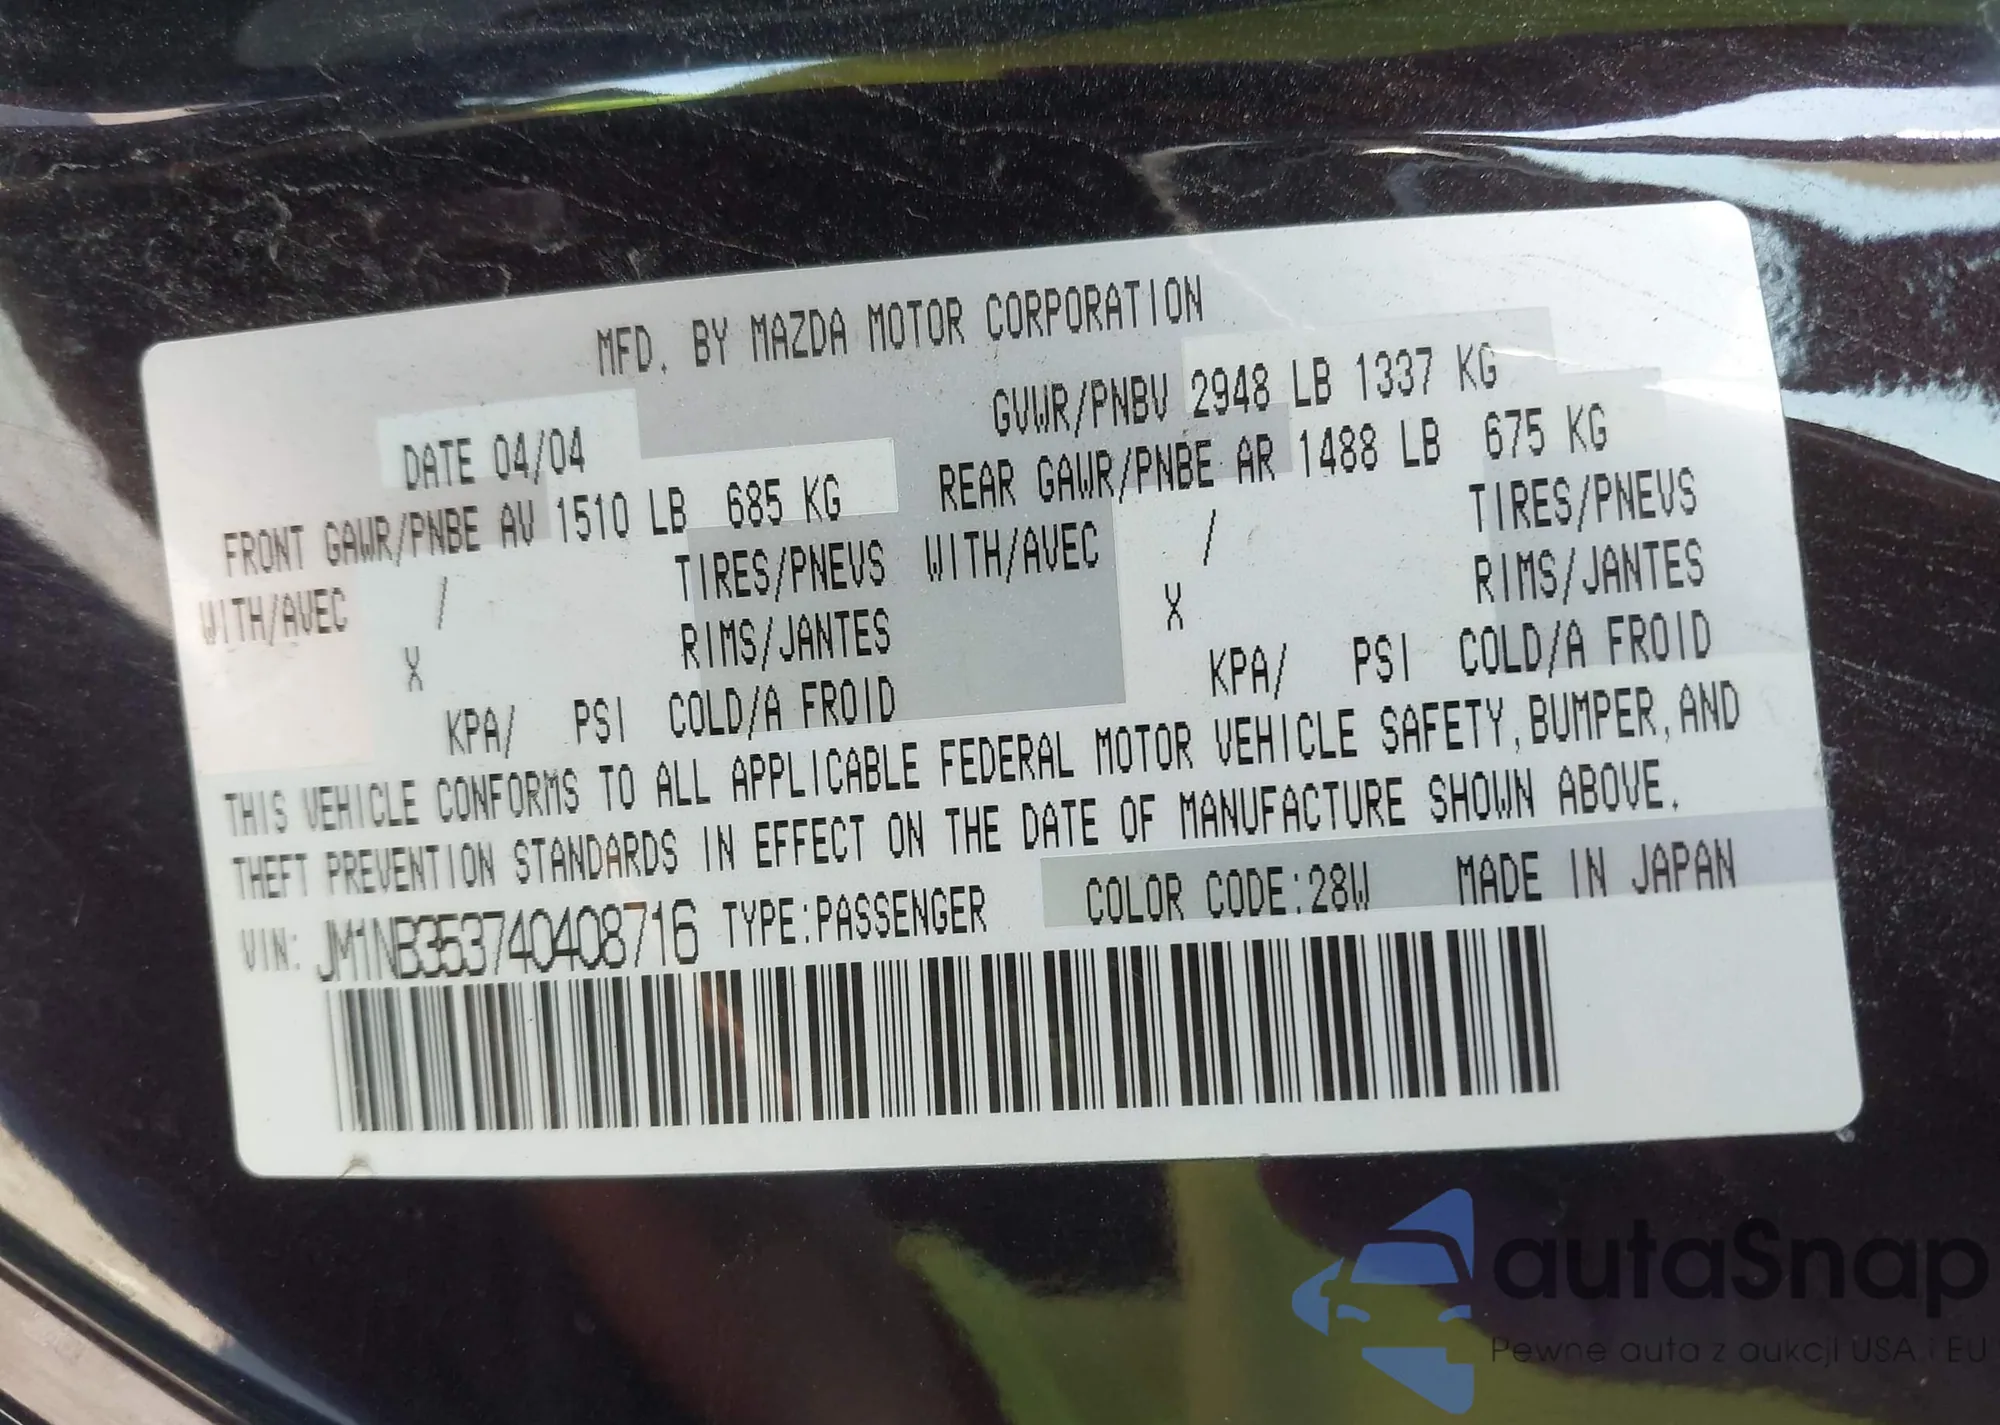 MFD. BY MAZDA MOTOR CORPORATION
DATE 04/04 GVWR/PNBV 2948 LB 1337 KG
FRONT GAWR/PNBE AV 1510 LB 685 KG REAR GAWR/PNBE AR 1488 LB 675 KG
WITH/AVEC / TIRES/PNEUS WITH/AVEC / TIRES/PNEUS
X RIMS/JANTES X RIMS/JANTES
KPA/ PSI COLD/A FROID KPA/ PSI COLD/A FROID
THIS VEHICLE CONFORMS TO ALL APPLICABLE FEDERAL MOTOR VEHICLE SAFETY, BUMPER, AND
THEFT PREVENTION STANDARDS IN EFFECT ON THE DATE OF MANUFACTURE SHOWN ABOVE.
VIN: JM1NB353740408716 TYPE:PASSENGER COLOR CODE:28W MADE IN JAPAN
autaSnap
Pewne auta z aukcji USA i EU